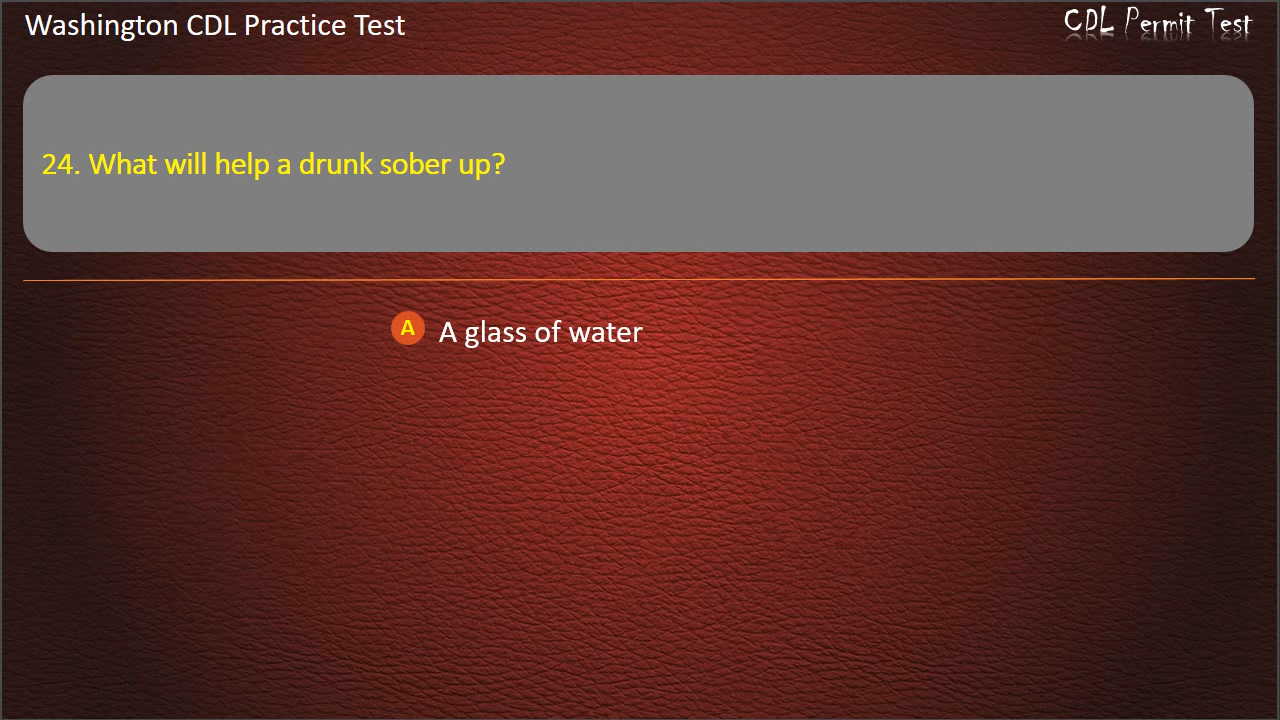 Washington CDL Practice Test
CDL Permit Test
24. What will help a drunk sober up?
A A glass of water